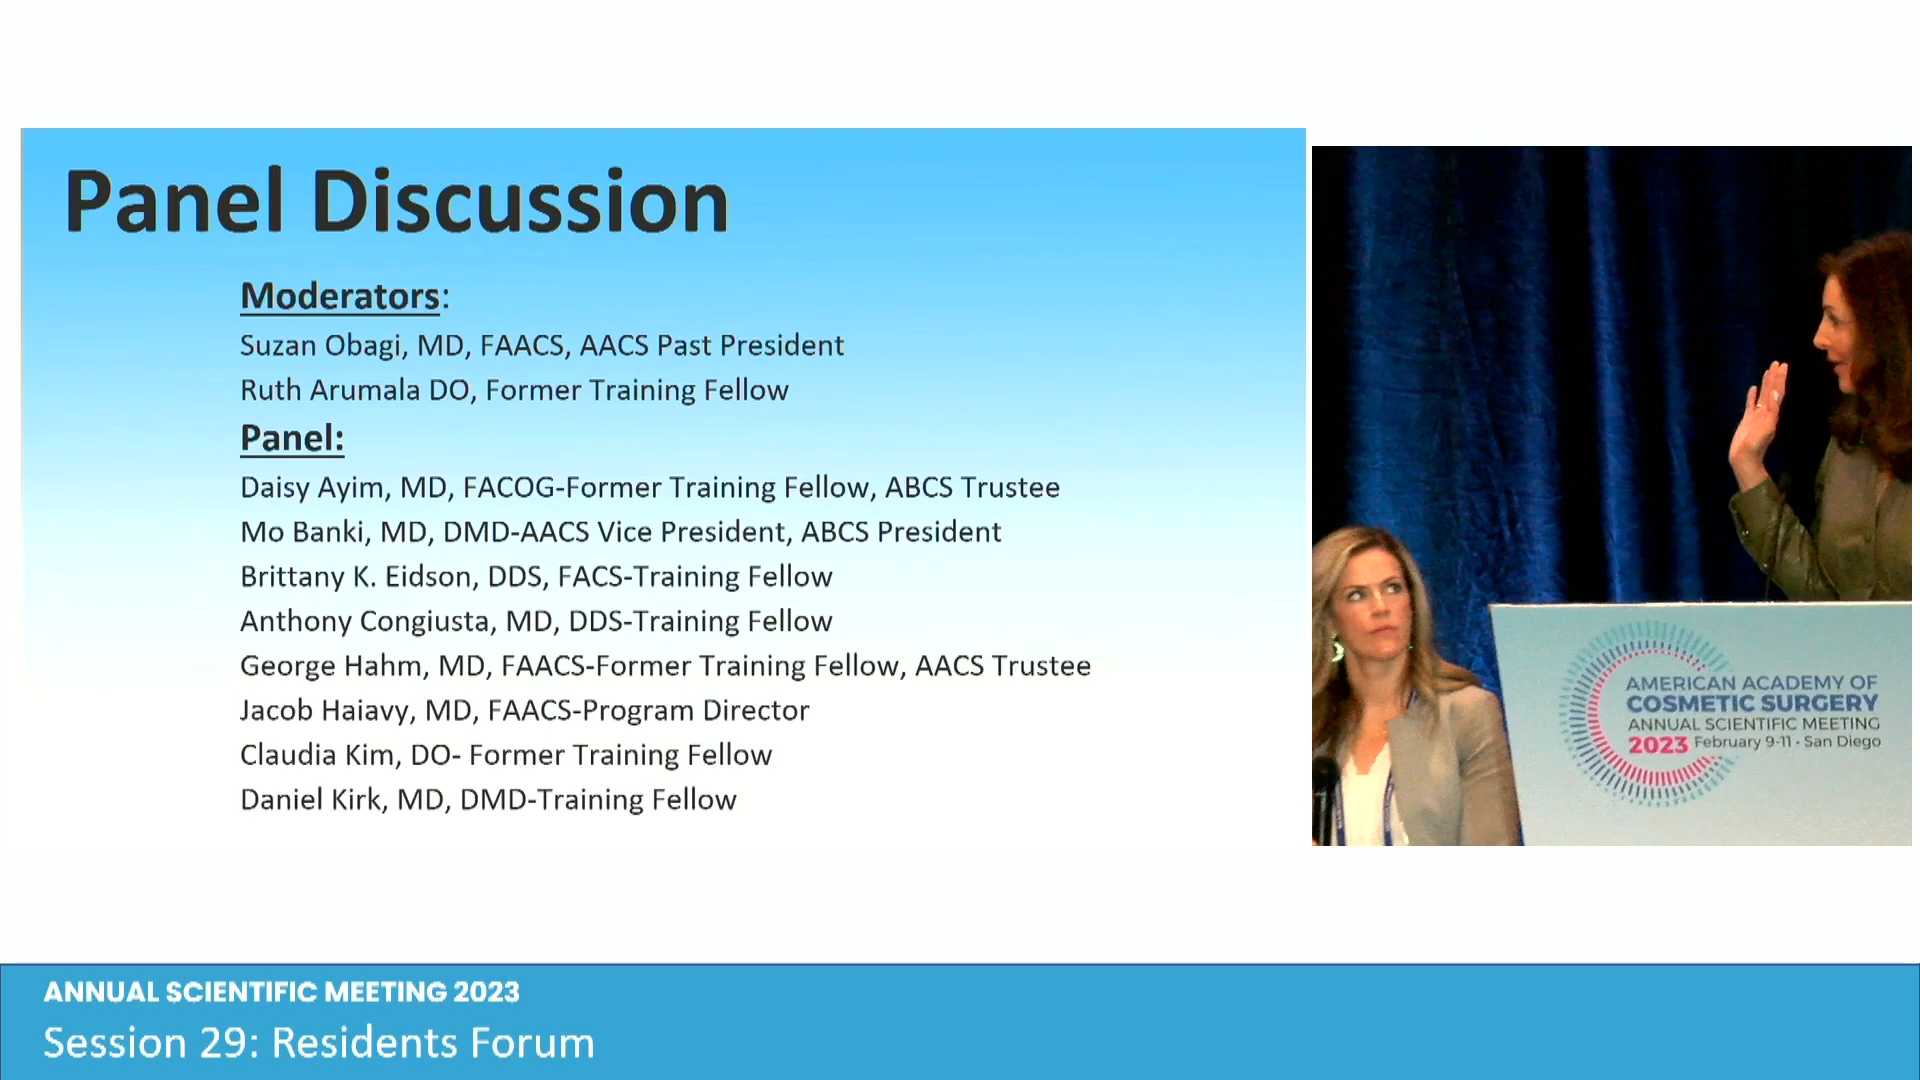 Panel Discussion
Moderators:
Suzan Obagi, MD, FAACS, AACS Past President
Ruth Arumala DO, Former Training Fellow
Panel:
Daisy Ayim, MD, FACOG-Former Training Fellow, ABCS Trustee
Mo Banki, MD, DMD-AACS Vice President, ABCS President
Brittany K. Eidson, DDS, FACS-Training Fellow
Anthony Congiusta, MD, DDS-Training Fellow
George Hahm, MD, FAACS-Former Training Fellow, AACS Trustee
Jacob Haiavy, MD, FAACS-Program Director
Claudia Kim, DO- Former Training Fellow
Daniel Kirk, MD, DMD-Training Fellow
AMERICAN ACADEMY OF
COSMETIC SURGERY
ANNUAL SCIENTIFIC MEETING
2023 February 9-11 • San Diego
ANNUAL SCIENTIFIC MEETING 2023
Session 29: Residents Forum